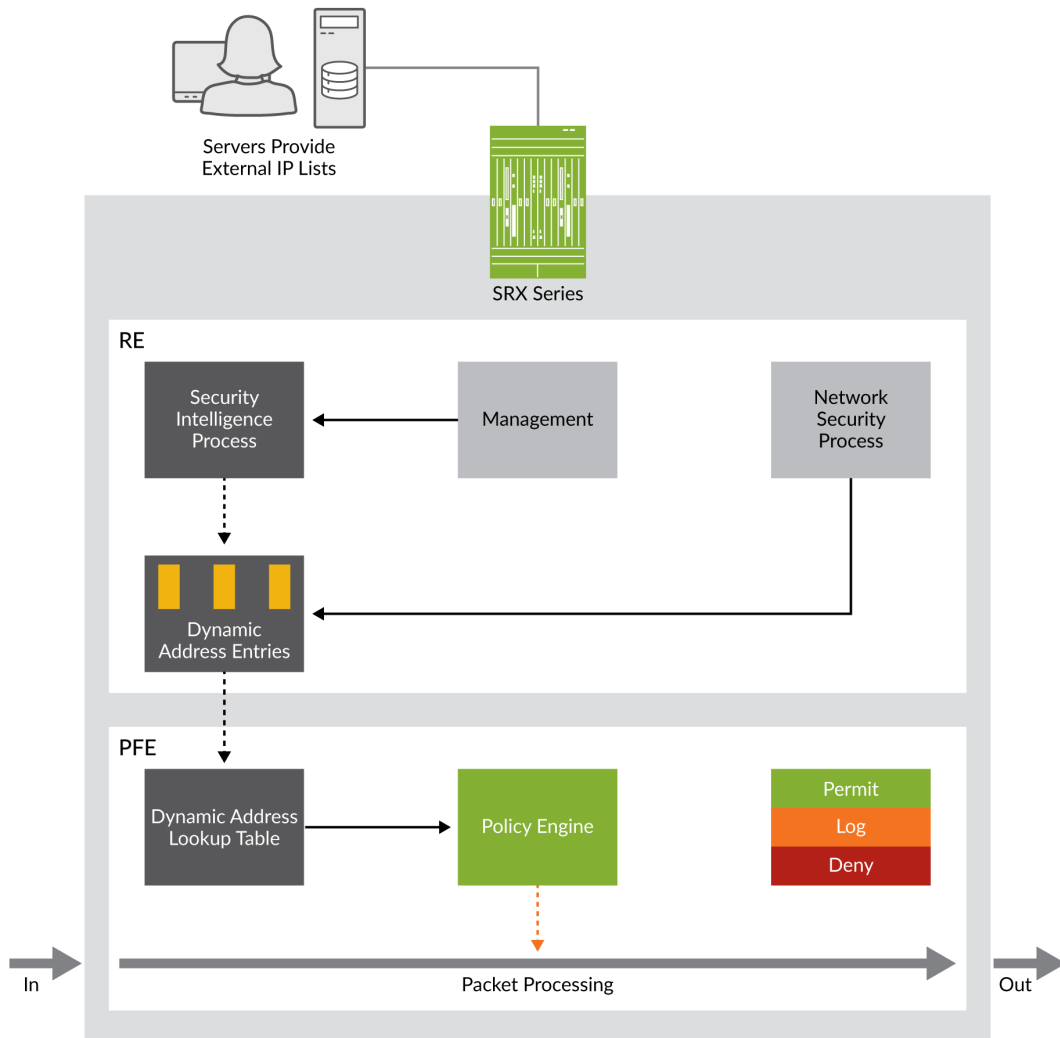 Servers Provide
External IP Lists
SRX Series
RE
Security
Intelligence
Process
Management
Network
Security
Process
Dynamic
Address Entries
PFE
Dynamic Address
Lookup Table
Policy Engine
Permit
Log
Deny
In
Packet Processing
Out